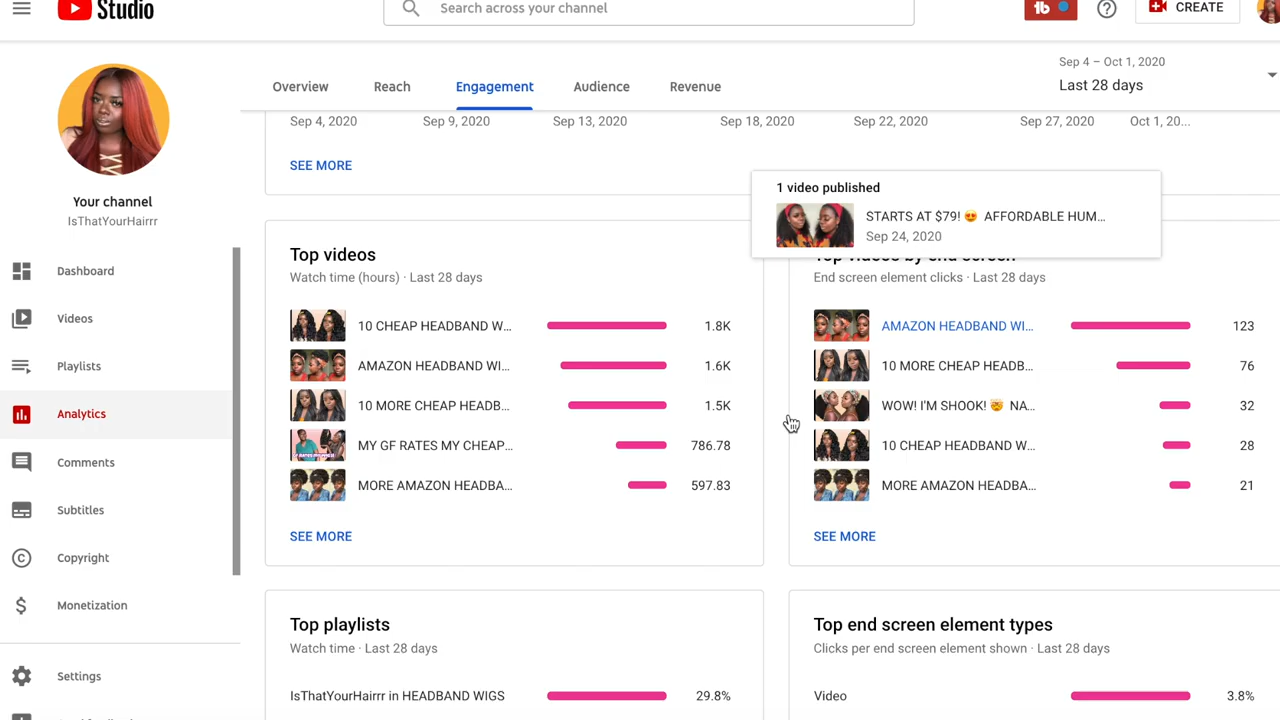 Studio
Search across your channel
CREATE
Overview
Reach
Engagement
Audience
Revenue
Sep 4 – Oct 1, 2020
Last 28 days
Sep 4, 2020
Sep 9, 2020
Sep 13, 2020
Sep 18, 2020
Sep 22, 2020
Sep 27, 2020
Oct 1, 20...
SEE MORE
1 video published
STARTS AT $79! 😍 AFFORDABLE HUM...
Sep 24, 2020
Your channel
IsThatYourHairrr
Dashboard
Videos
Playlists
Analytics
Comments
Subtitles
Copyright
Monetization
Settings
Top videos
Watch time (hours) · Last 28 days
10 CHEAP HEADBAND W... 1.8K
AMAZON HEADBAND WI... 1.6K
10 MORE CHEAP HEADB... 1.5K
MY GF RATES MY CHEAP... 786.78
MORE AMAZON HEADBA... 597.83
SEE MORE
Top videos by end screen
End screen element clicks · Last 28 days
AMAZON HEADBAND WI... 123
10 MORE CHEAP HEADB... 76
WOW! I'M SHOOK! 🤯 NA... 32
10 CHEAP HEADBAND W... 28
MORE AMAZON HEADBA... 21
SEE MORE
Top playlists
Watch time · Last 28 days
IsThatYourHairrr in HEADBAND WIGS 29.8%
Top end screen element types
Clicks per end screen element shown · Last 28 days
Video 3.8%